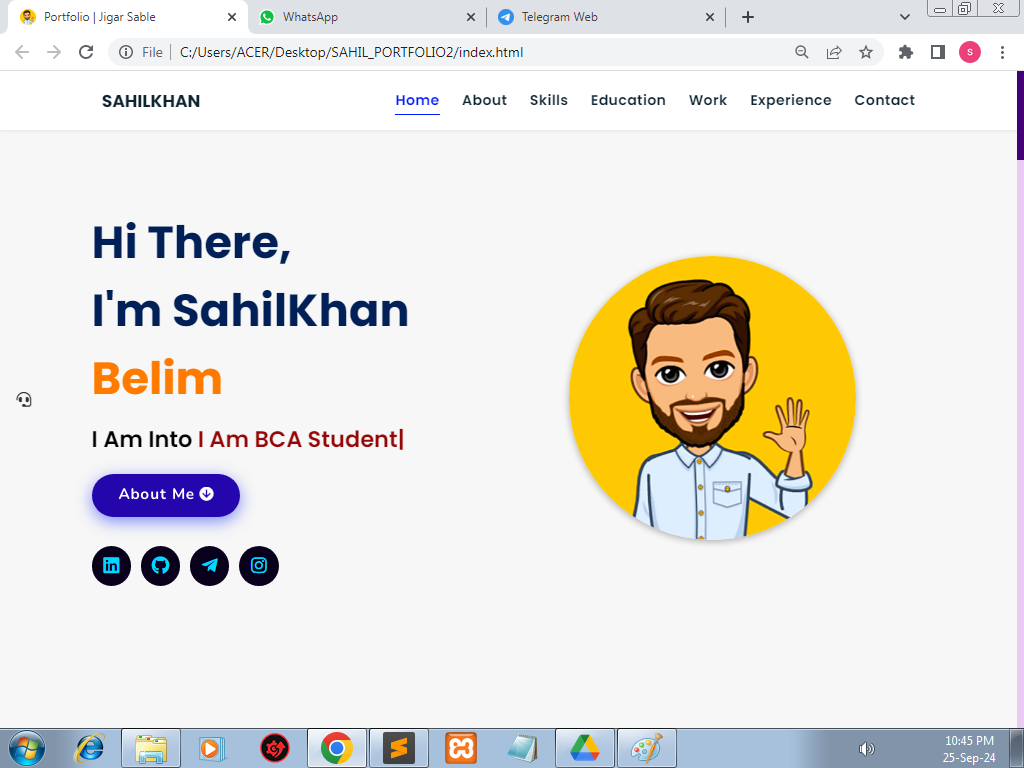 Portfolio | Jigar Sable
WhatsApp
Telegram Web
File
C:/Users/ACER/Desktop/SAHIL_PORTFOLIO2/index.html
s
SAHILKHAN
Home About Skills Education Work Experience Contact
Hi There,
I'm SahilKhan
Belim
I Am Into I Am BCA Student|
About Me
10:45 PM
25-Sep-24